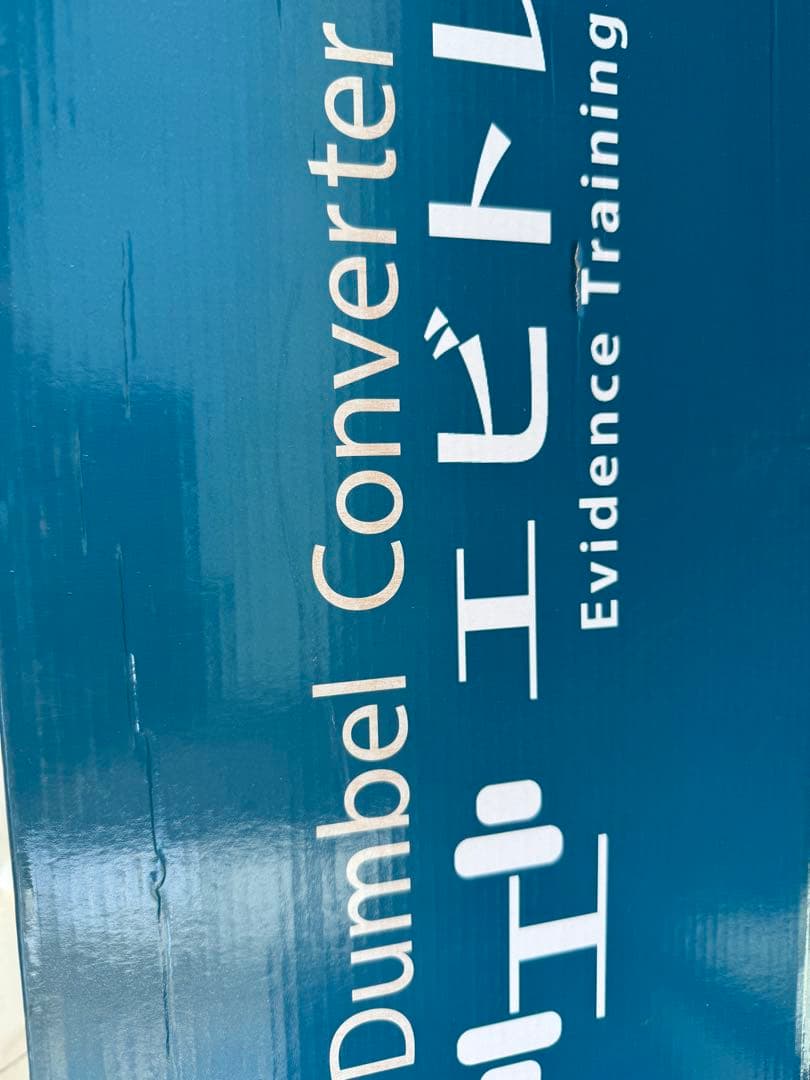 Dumbel Converter
エビトレ
Evidence Training